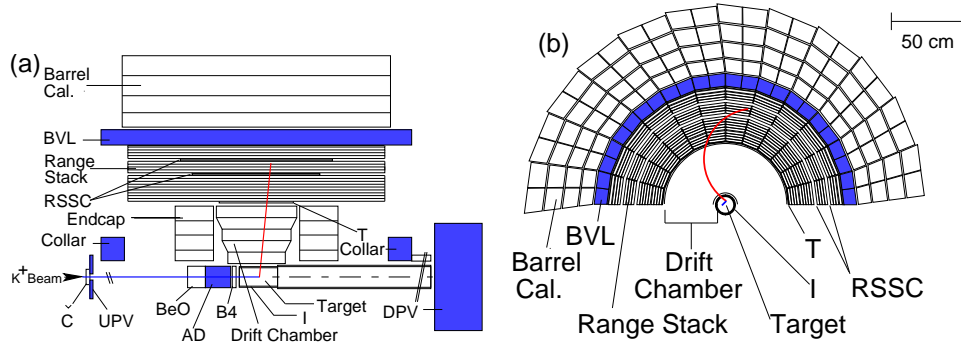 (a)
Barrel
Cal.
BVL
Range
Stack
RSSC
Endcap
Collar
T
Collar
K+ Beam
Č
UPV
BeO
AD
B4
I
Drift Chamber
Target
DPV
(b)
50 cm
BVL
Barrel
Cal.
Drift
Chamber
Range Stack
T
I
RSSC
Target